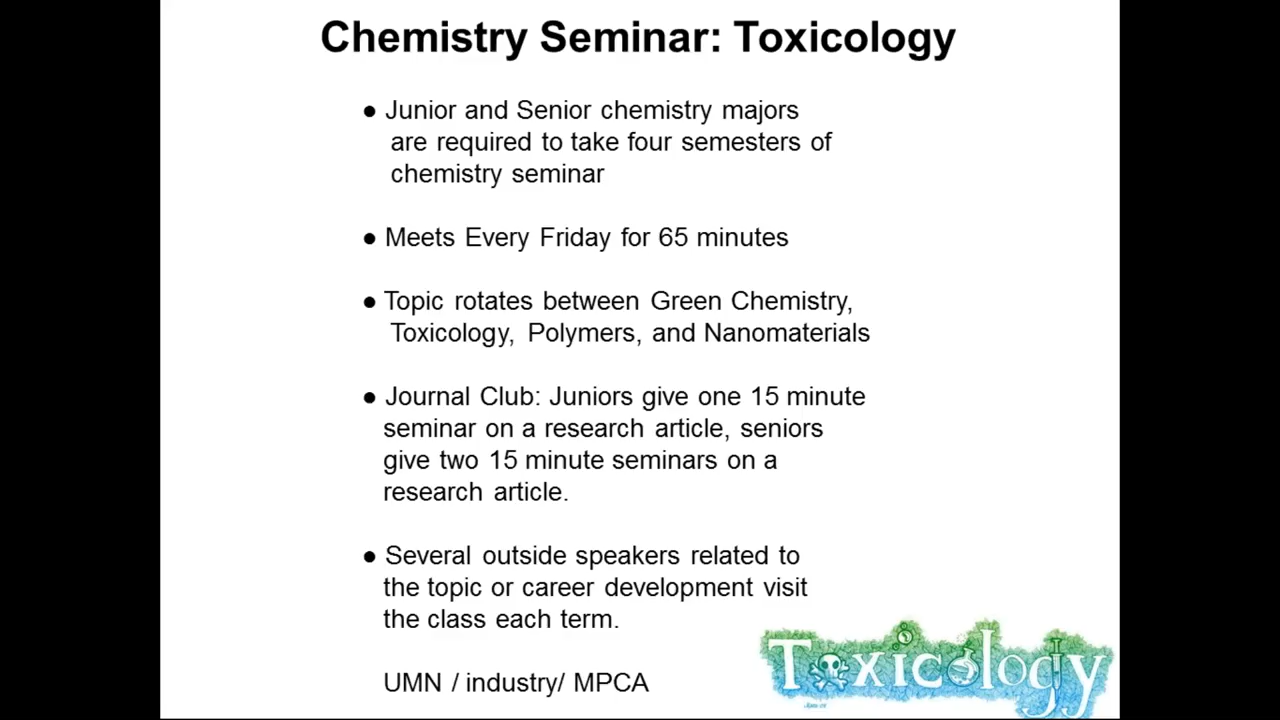 Chemistry Seminar: Toxicology
● Junior and Senior chemistry majors
are required to take four semesters of
chemistry seminar
● Meets Every Friday for 65 minutes
● Topic rotates between Green Chemistry,
Toxicology, Polymers, and Nanomaterials
● Journal Club: Juniors give one 15 minute
seminar on a research article, seniors
give two 15 minute seminars on a
research article.
● Several outside speakers related to
the topic or career development visit
the class each term.
UMN / industry/ MPCA
Toxicology